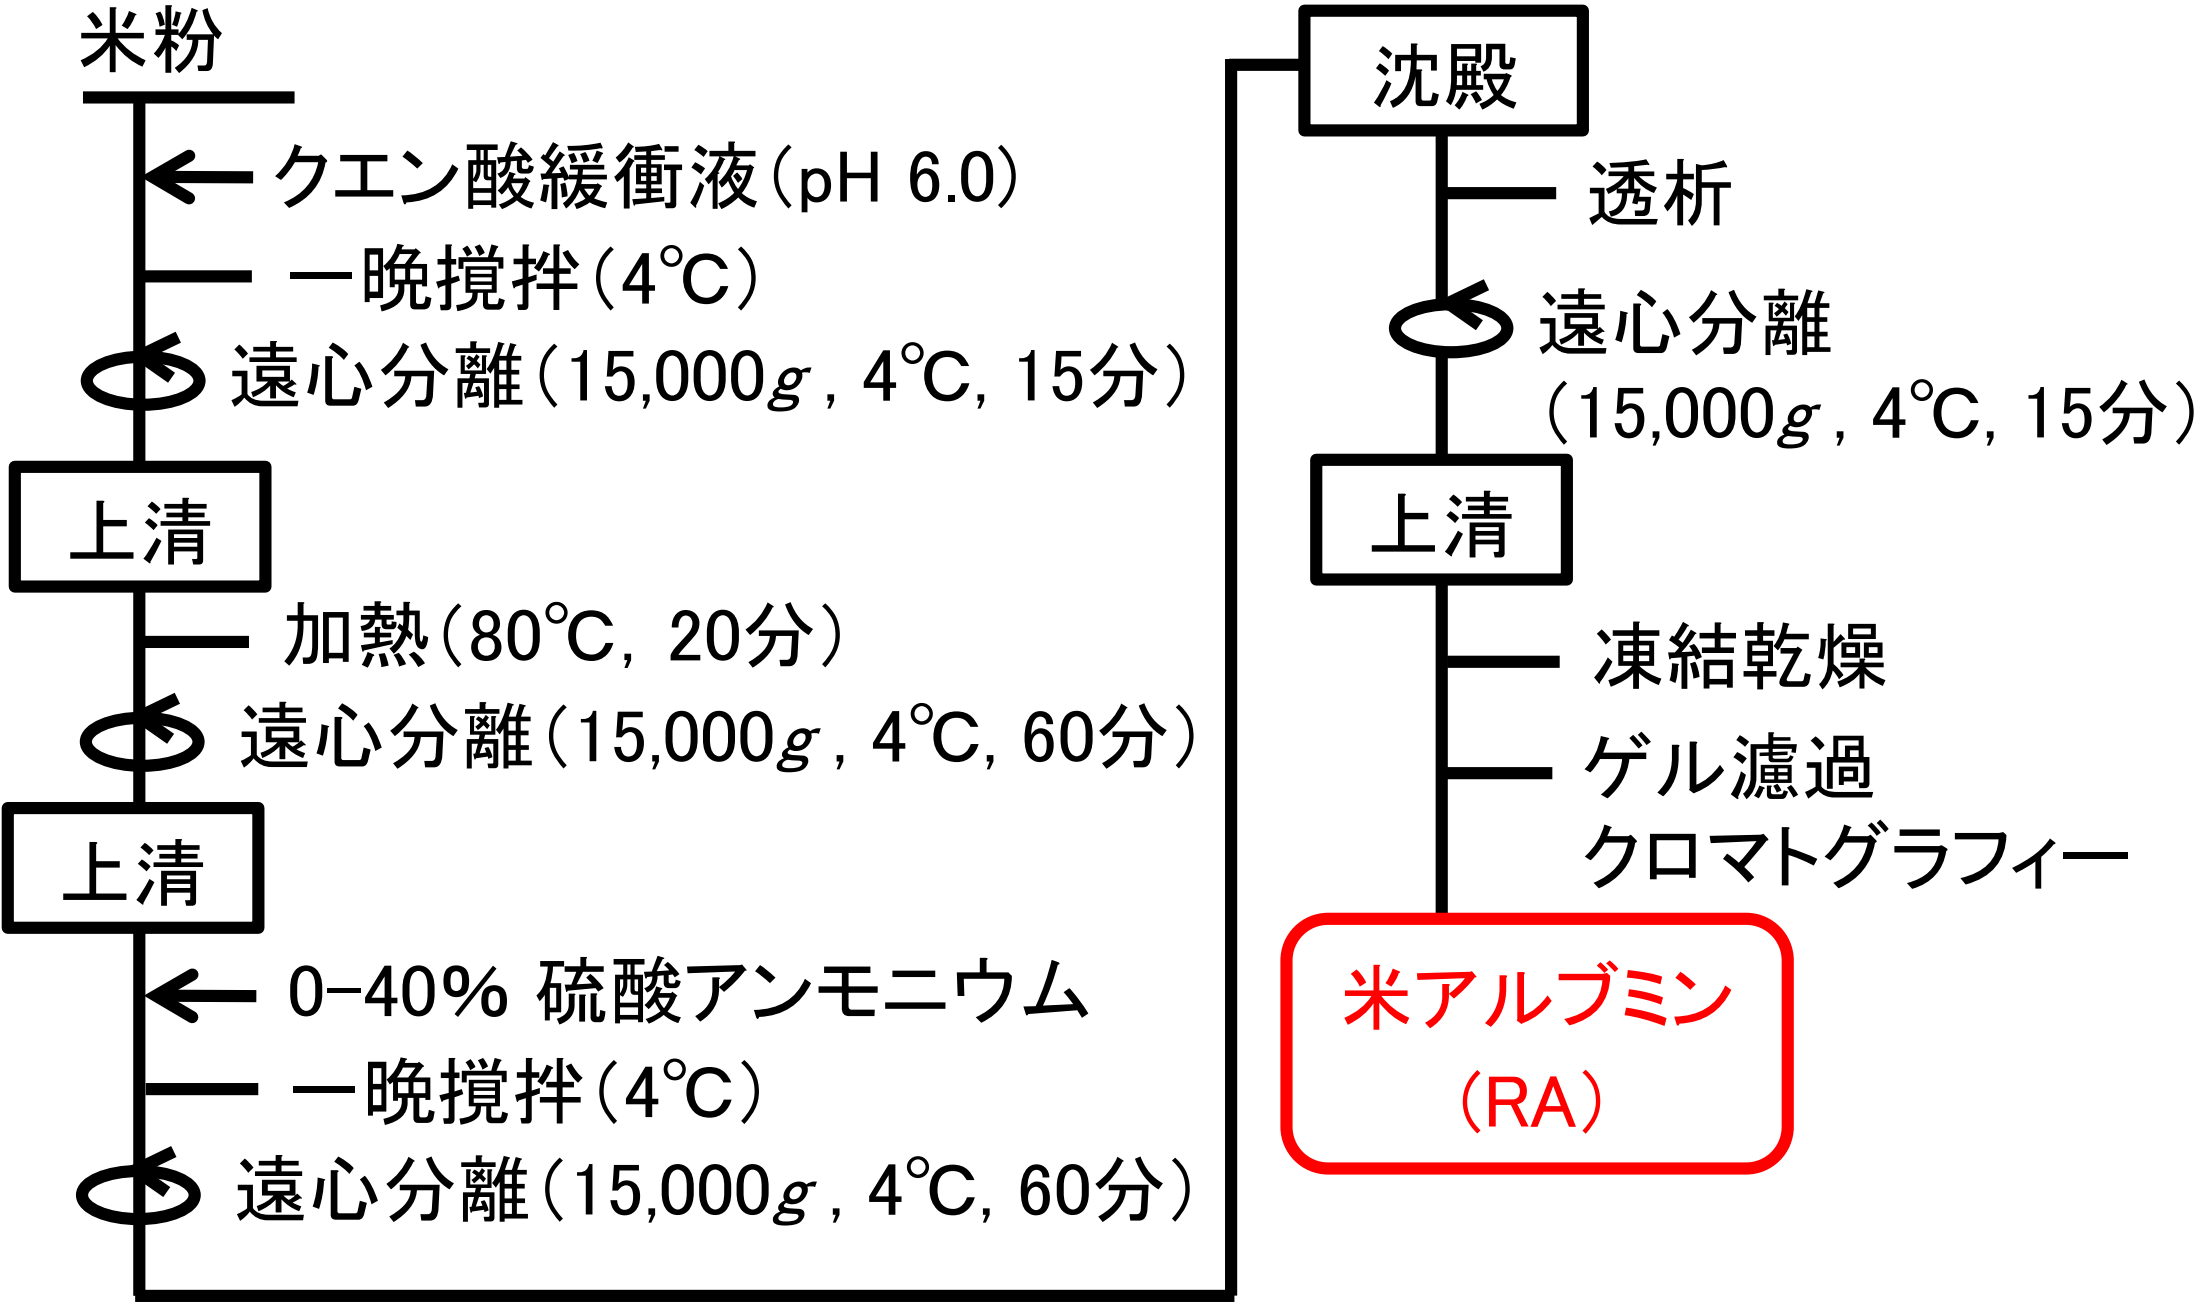 米粉
クエン酸緩衝液(pH 6.0)
一晩撹拌(4℃)
遠心分離(15,000g, 4℃, 15分)
上清
加熱(80℃, 20分)
遠心分離(15,000g, 4℃, 60分)
上清
0-40% 硫酸アンモニウム
一晩撹拌(4℃)
遠心分離(15,000g, 4℃, 60分)
沈殿
透析
遠心分離
(15,000g, 4℃, 15分)
上清
凍結乾燥
ゲル濾過
クロマトグラフィー
米アルブミン
(RA)